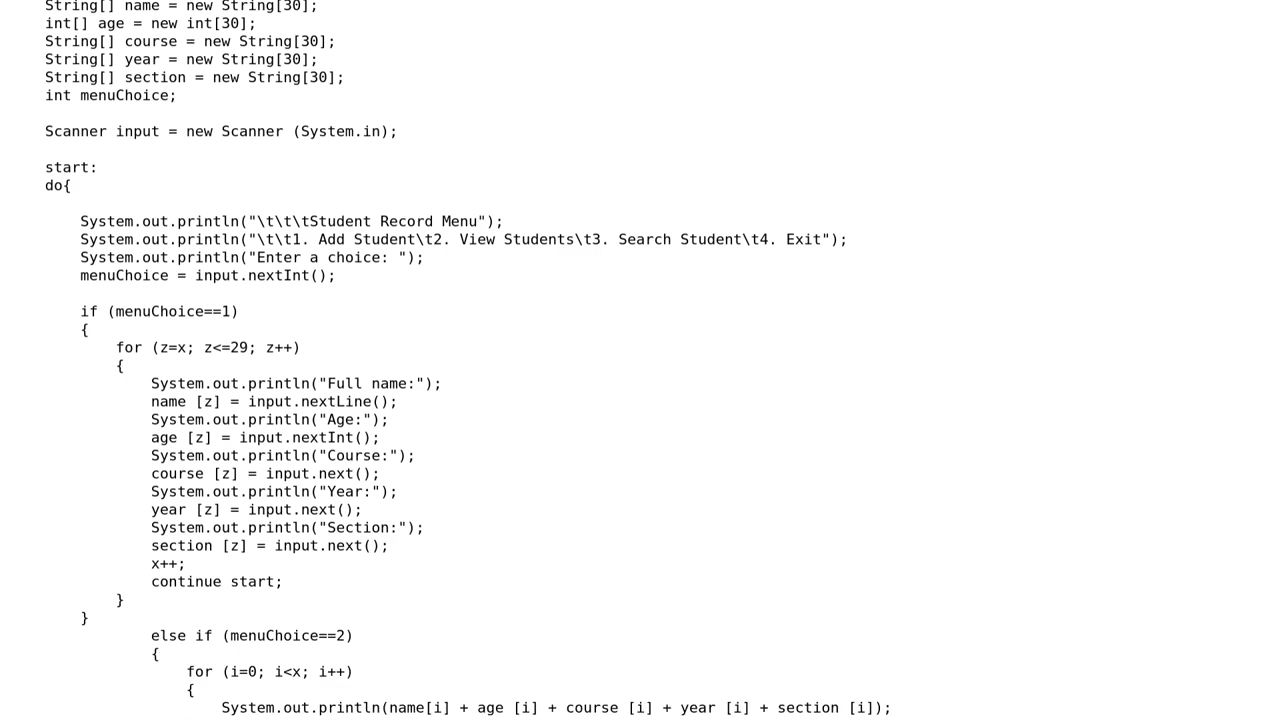 String[] name = new String[30];
int[] age = new int[30];
String[] course = new String[30];
String[] year = new String[30];
String[] section = new String[30];
int menuChoice;
Scanner input = new Scanner (System.in);
start:
do{
System.out.println("\t\t\tStudent Record Menu");
System.out.println("\t\t1. Add Student\t2. View Students\t3. Search Student\t4. Exit");
System.out.println("Enter a choice: ");
menuChoice = input.nextInt();
if (menuChoice==1)
{
for (z=x; z<=29; z++)
{
System.out.println("Full name:");
name [z] = input.nextLine();
System.out.println("Age:");
age [z] = input.nextInt();
System.out.println("Course:");
course [z] = input.next();
System.out.println("Year:");
year [z] = input.next();
System.out.println("Section:");
section [z] = input.next();
x++;
continue start;
}
}
else if (menuChoice==2)
{
for (i=0; i<x; i++)
{
System.out.println(name[i] + age [i] + course [i] + year [i] + section [i]);